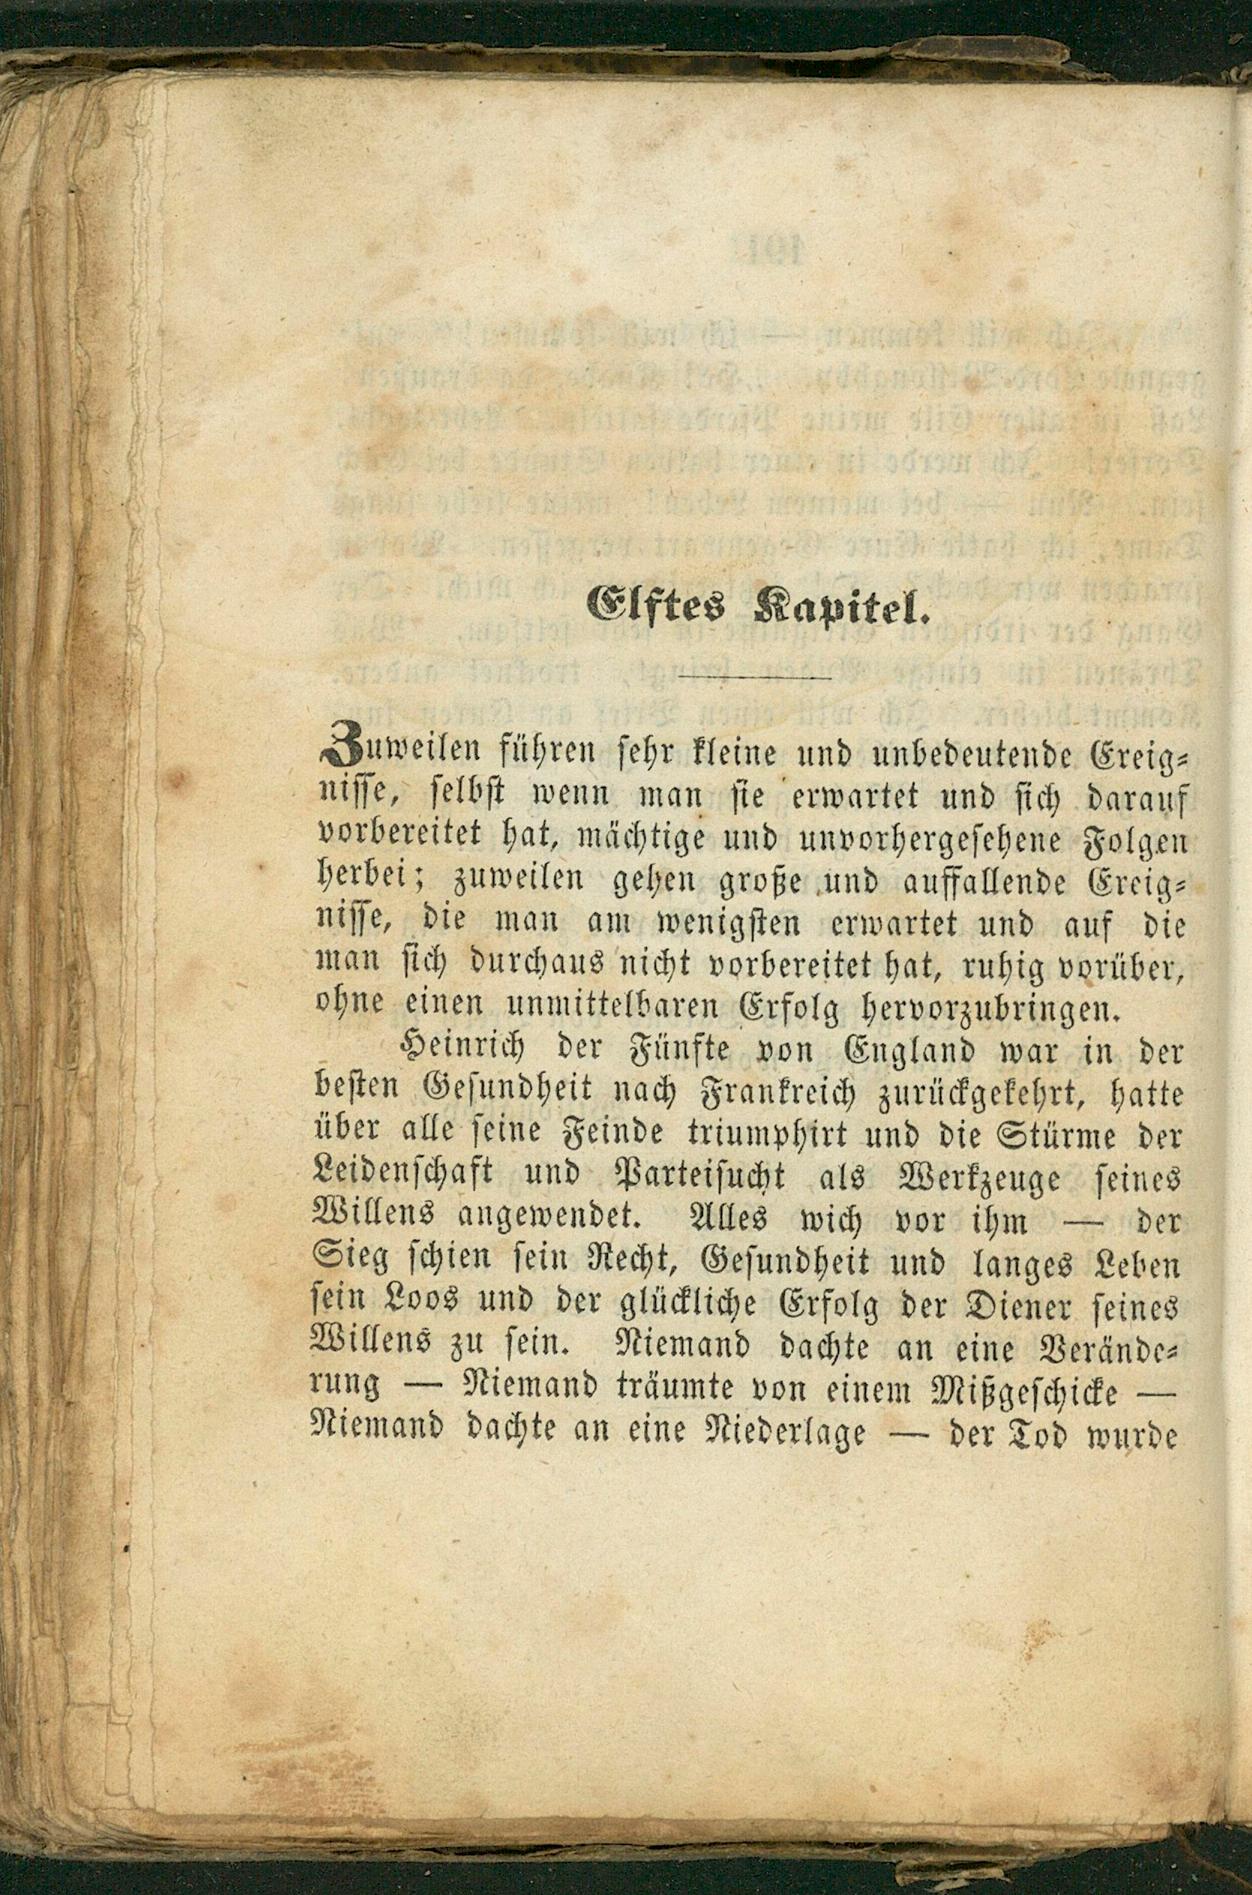 Elftes Kapitel.
Zuweilen führen sehr kleine und unbedeutende Ereig-
nisse, selbst wenn man sie erwartet und sich darauf
vorbereitet hat, mächtige und unvorhergesehene Folgen
herbei; zuweilen gehen große und auffallende Ereig-
nisse, die man am wenigsten erwartet und auf die
man sich durchaus nicht vorbereitet hat, ruhig vorüber,
ohne einen unmittelbaren Erfolg hervorzubringen.
Heinrich der Fünfte von England war in der
besten Gesundheit nach Frankreich zurückgekehrt, hatte
über alle seine Feinde triumphirt und die Stürme der
Leidenschaft und Parteisucht als Werkzeuge seines
Willens angewendet. Alles wich vor ihm — der
Sieg schien sein Recht, Gesundheit und langes Leben
sein Loos und der glückliche Erfolg der Diener seines
Willens zu sein. Niemand dachte an eine Verände-
rung — Niemand träumte von einem Mißgeschicke —
Niemand dachte an eine Niederlage — der Tod wurde